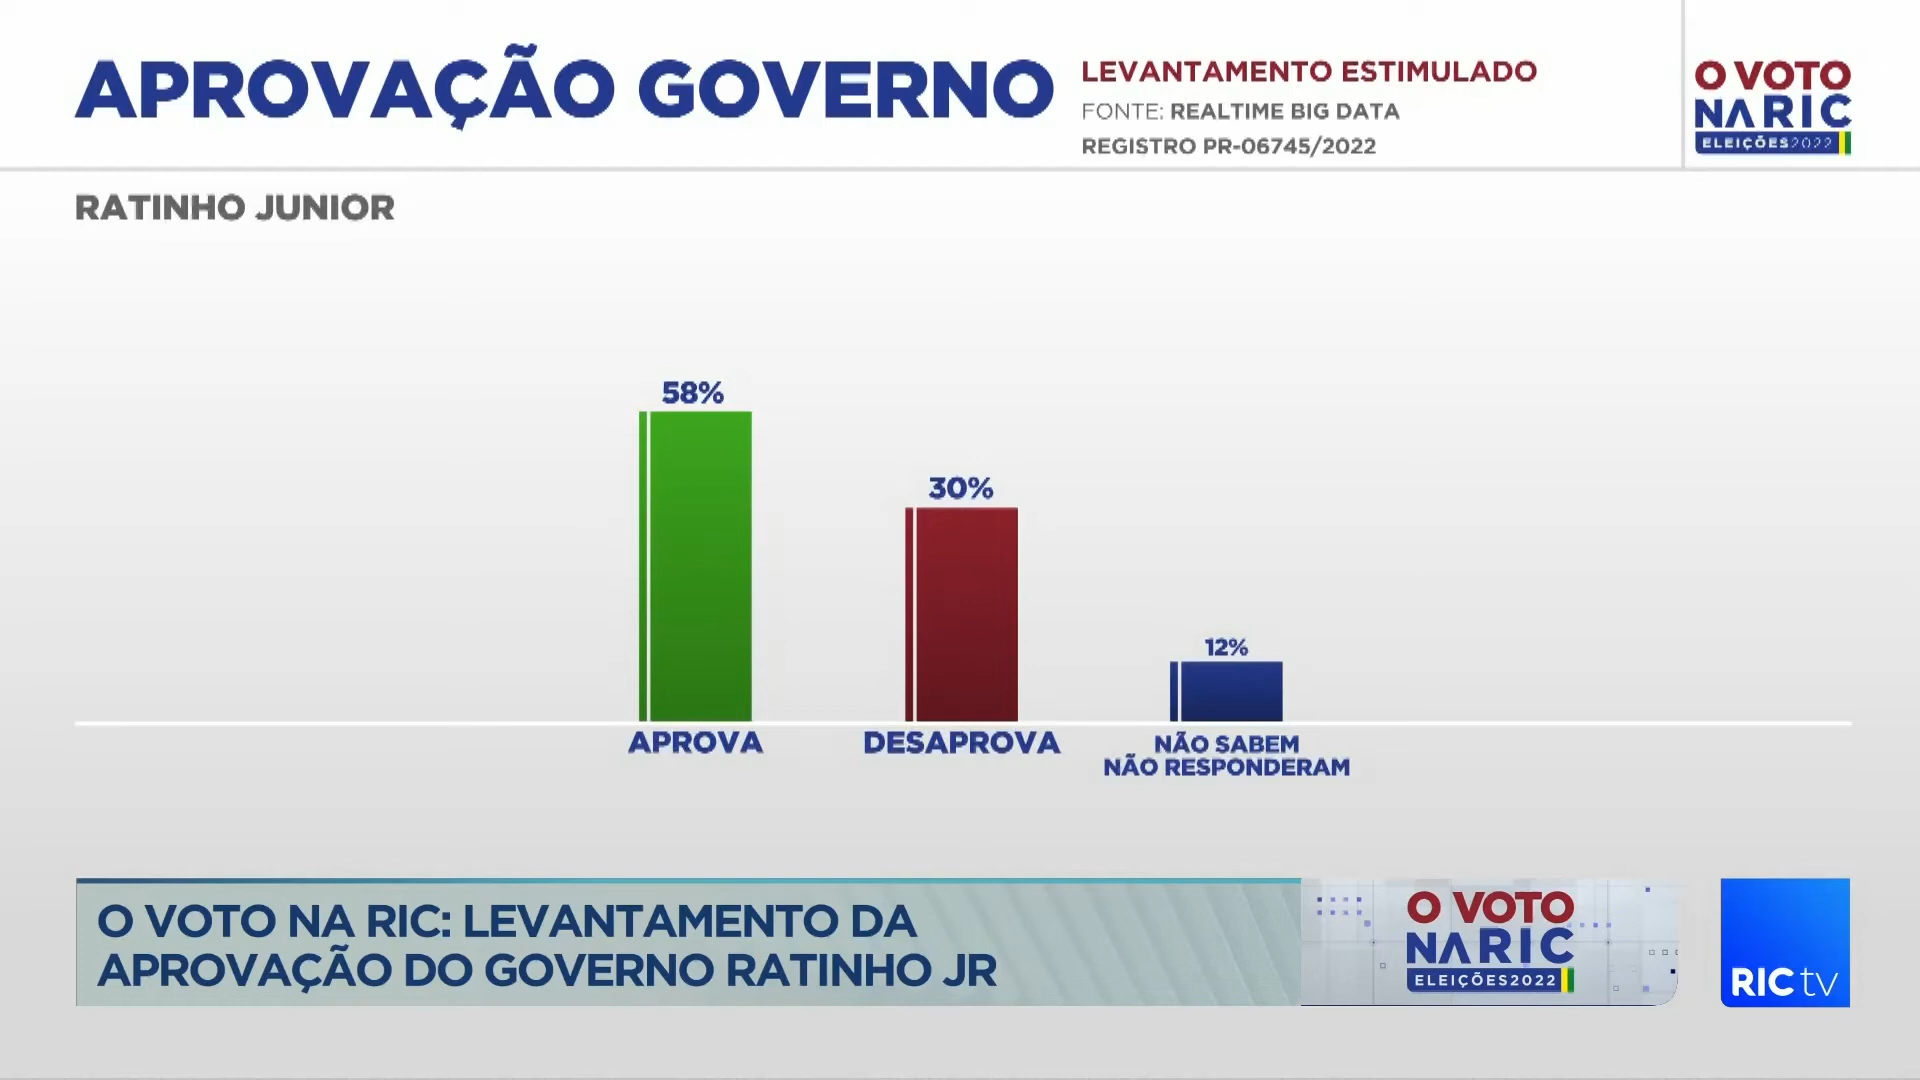 APROVAÇÃO GOVERNO
LEVANTAMENTO ESTIMULADO
FONTE: REALTIME BIG DATA
REGISTRO PR-06745/2022
O VOTO
NA RIC
ELEIÇÕES2022
RATINHO JUNIOR
58%
30%
12%
APROVA
DESAPROVA
NÃO SABEM
NÃO RESPONDERAM
O VOTO NA RIC: LEVANTAMENTO DA
APROVAÇÃO DO GOVERNO RATINHO JR
O VOTO
NA RIC
ELEIÇÕES2022
RIC tv